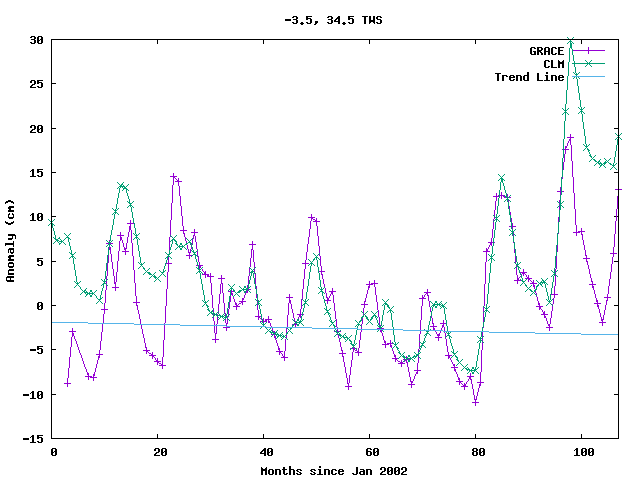 -3.5, 34.5 TWS
GRACE
CLM
Trend Line
Anomaly (cm)
30
25
20
15
10
5
0
-5
-10
-15
0 20 40 60 80 100
Months since Jan 2002